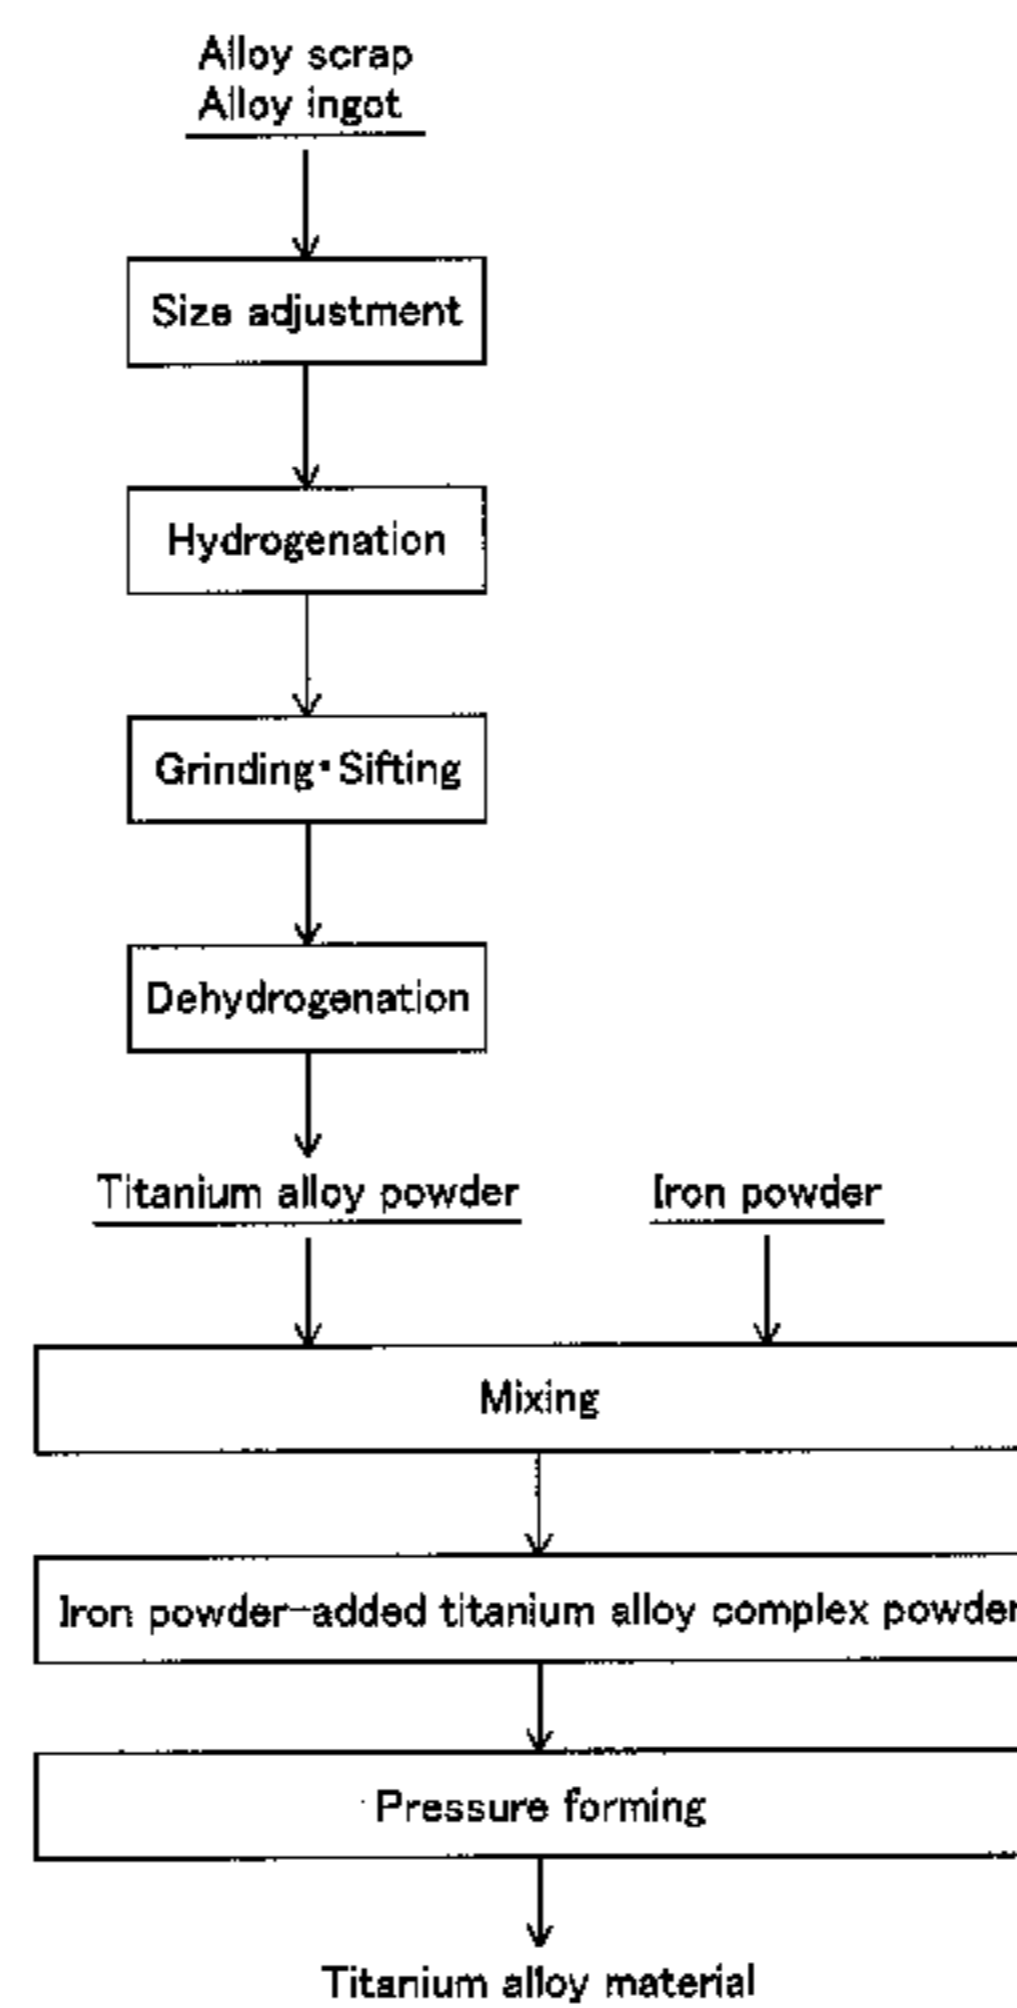 Alloy scrap
Alloy ingot
Size adjustment
Hydrogenation
Grinding・Sifting
Dehydrogenation
Titanium alloy powder
Iron powder
Mixing
Iron powder-added titanium alloy complex powder
Pressure forming
Titanium alloy material